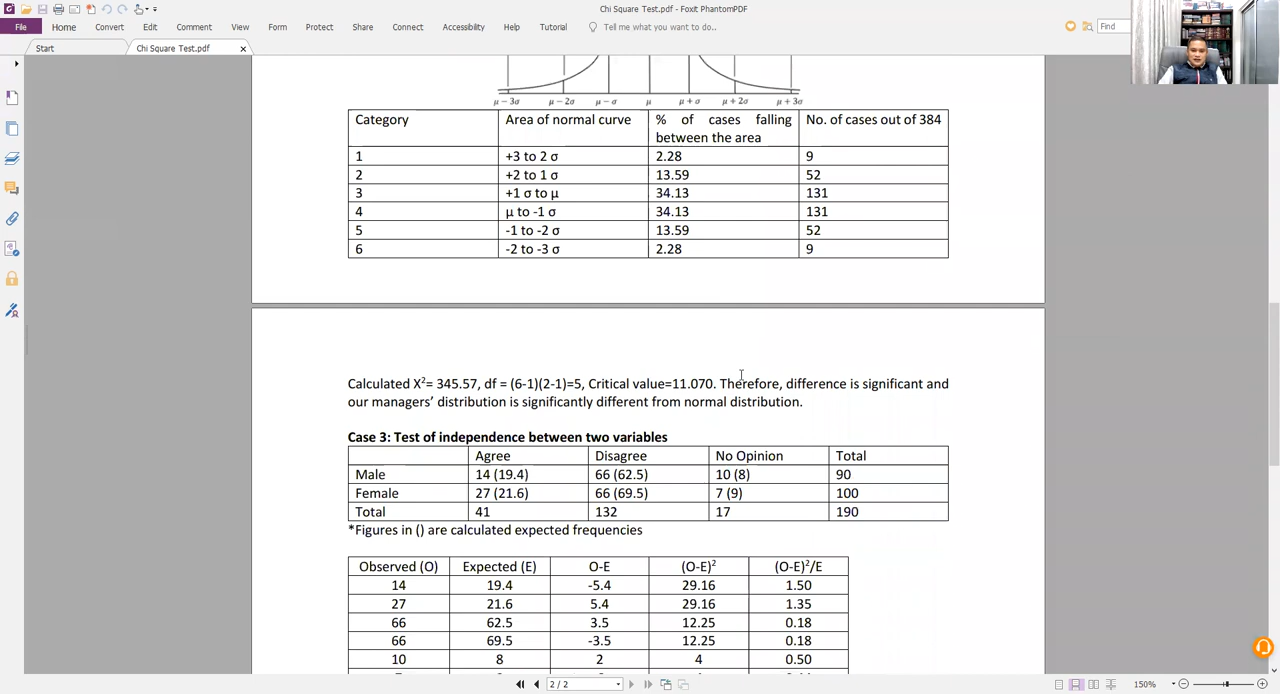 Chi Square Test.pdf - Foxit PhantomPDF
File Home Convert Edit Comment View Form Protect Share Connect Accessibility Help Tutorial Tell me what you want to do.. Find
Start Chi Square Test.pdf
μ − 3σ μ − 2σ μ − σ μ μ + σ μ + 2σ μ + 3σ
Category Area of normal curve % of cases falling between the area No. of cases out of 384
1 +3 to 2 σ 2.28 9
2 +2 to 1 σ 13.59 52
3 +1 σ to μ 34.13 131
4 μ to -1 σ 34.13 131
5 -1 to -2 σ 13.59 52
6 -2 to -3 σ 2.28 9
Calculated X²= 345.57, df = (6-1)(2-1)=5, Critical value=11.070. Therefore, difference is significant and
our managers' distribution is significantly different from normal distribution.
Case 3: Test of independence between two variables
Agree Disagree No Opinion Total
Male 14 (19.4) 66 (62.5) 10 (8) 90
Female 27 (21.6) 66 (69.5) 7 (9) 100
Total 41 132 17 190
*Figures in () are calculated expected frequencies
Observed (O) Expected (E) O-E (O-E)² (O-E)²/E
14 19.4 -5.4 29.16 1.50
27 21.6 5.4 29.16 1.35
66 62.5 3.5 12.25 0.18
66 69.5 -3.5 12.25 0.18
10 8 2 4 0.50
2 / 2 150%